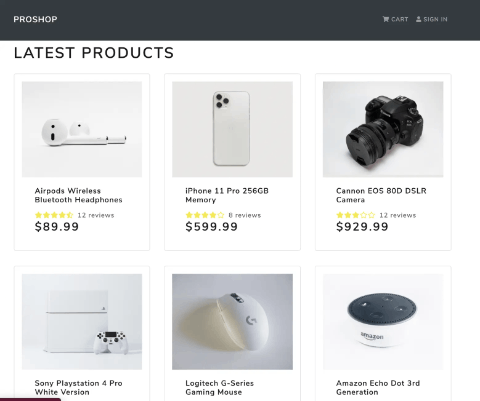 PROSHOP
CART
SIGN IN
LATEST PRODUCTS
Airpods Wireless
Bluetooth Headphones
12 reviews
$89.99
iPhone 11 Pro 256GB
Memory
8 reviews
$599.99
Cannon EOS 80D DSLR
Camera
12 reviews
$929.99
Sony Playstation 4 Pro
White Version
Logitech G-Series
Gaming Mouse
amazon
Amazon Echo Dot 3rd
Generation